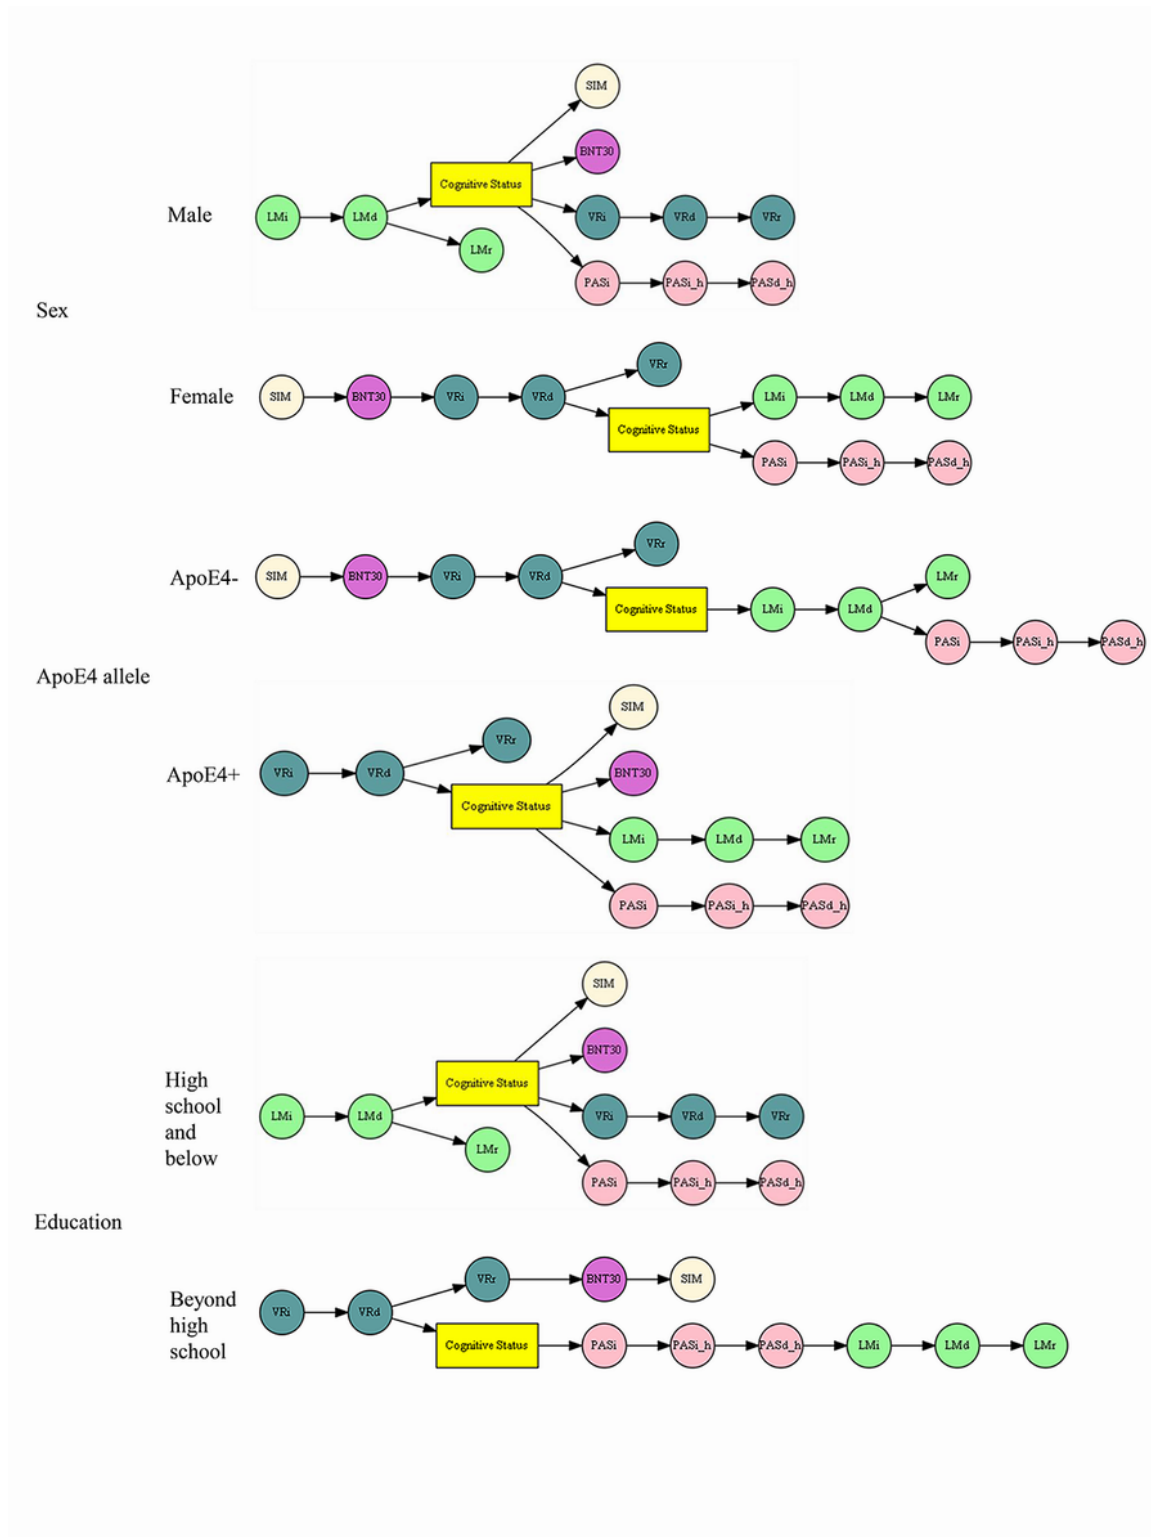 SIM
BNT30
Cognitive Status
Male
LMi
LMd
VRi
VRd
VRr
LMr
PASi
PASi_h
PASd_h
Sex
VRr
Female
SIM
BNT30
VRi
VRd
LMi
LMd
LMr
Cognitive Status
PASi
PASi_h
PASd_h
VRr
ApoE4-
SIM
BNT30
VRi
VRd
LMr
Cognitive Status
LMi
LMd
PASi
PASi_h
PASd_h
ApoE4 allele
SIM
VRr
ApoE4+
VRi
VRd
BNT30
Cognitive Status
LMi
LMd
LMr
PASi
PASi_h
PASd_h
SIM
BNT30
High
school
and
below
Cognitive Status
LMi
LMd
VRi
VRd
VRr
LMr
PASi
PASi_h
PASd_h
Education
VRr
BNT30
SIM
Beyond
high
school
VRi
VRd
Cognitive Status
PASi
PASi_h
PASd_h
LMi
LMd
LMr